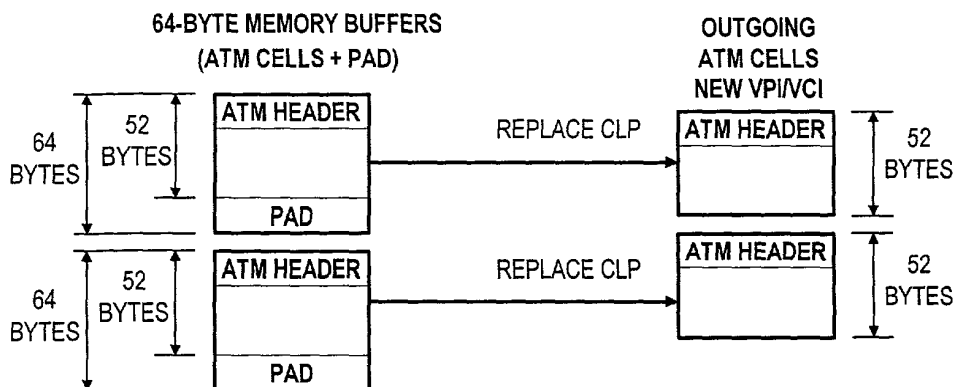 64-BYTE MEMORY BUFFERS
(ATM CELLS + PAD)
OUTGOING
ATM CELLS
NEW VPI/VCI
64
BYTES
52
BYTES
ATM HEADER
PAD
REPLACE CLP
ATM HEADER
52
BYTES
64
BYTES
52
BYTES
ATM HEADER
PAD
REPLACE CLP
ATM HEADER
52
BYTES